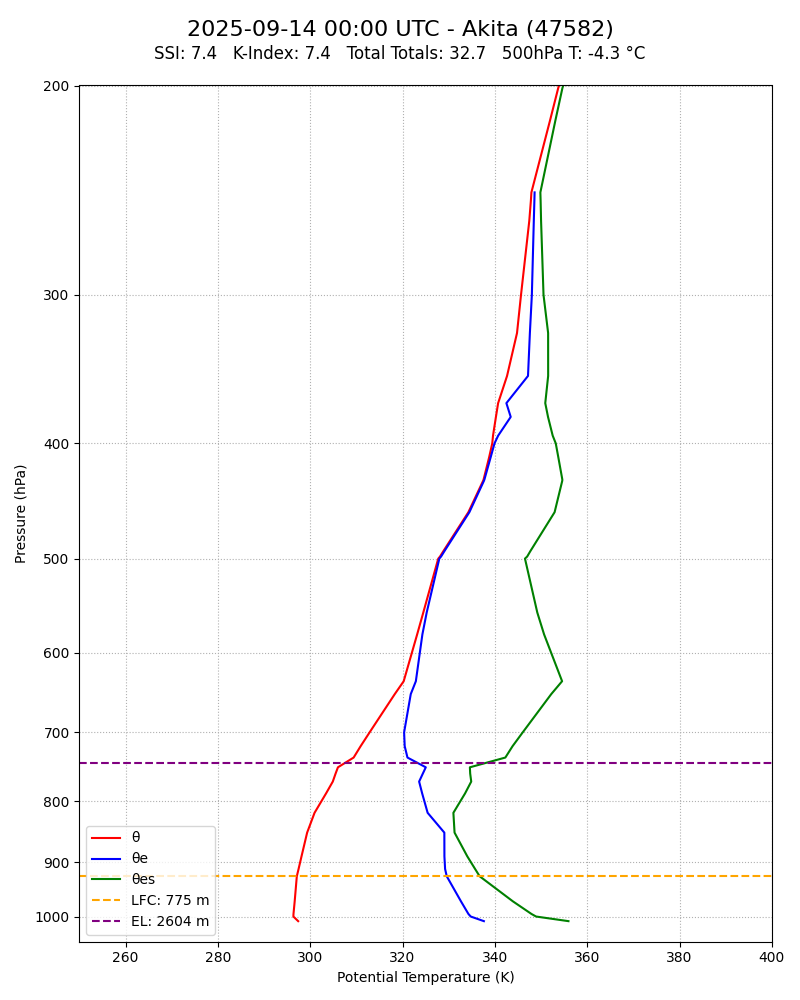 2025-09-14 00:00 UTC - Akita (47582)
SSI: 7.4   K-Index: 7.4   Total Totals: 32.7   500hPa T: -4.3 °C
200
300
400
500
600
700
800
900
1000
Pressure (hPa)
θ
θe
θes
LFC: 775 m
EL: 2604 m
260
280
300
320
340
360
380
400
Potential Temperature (K)